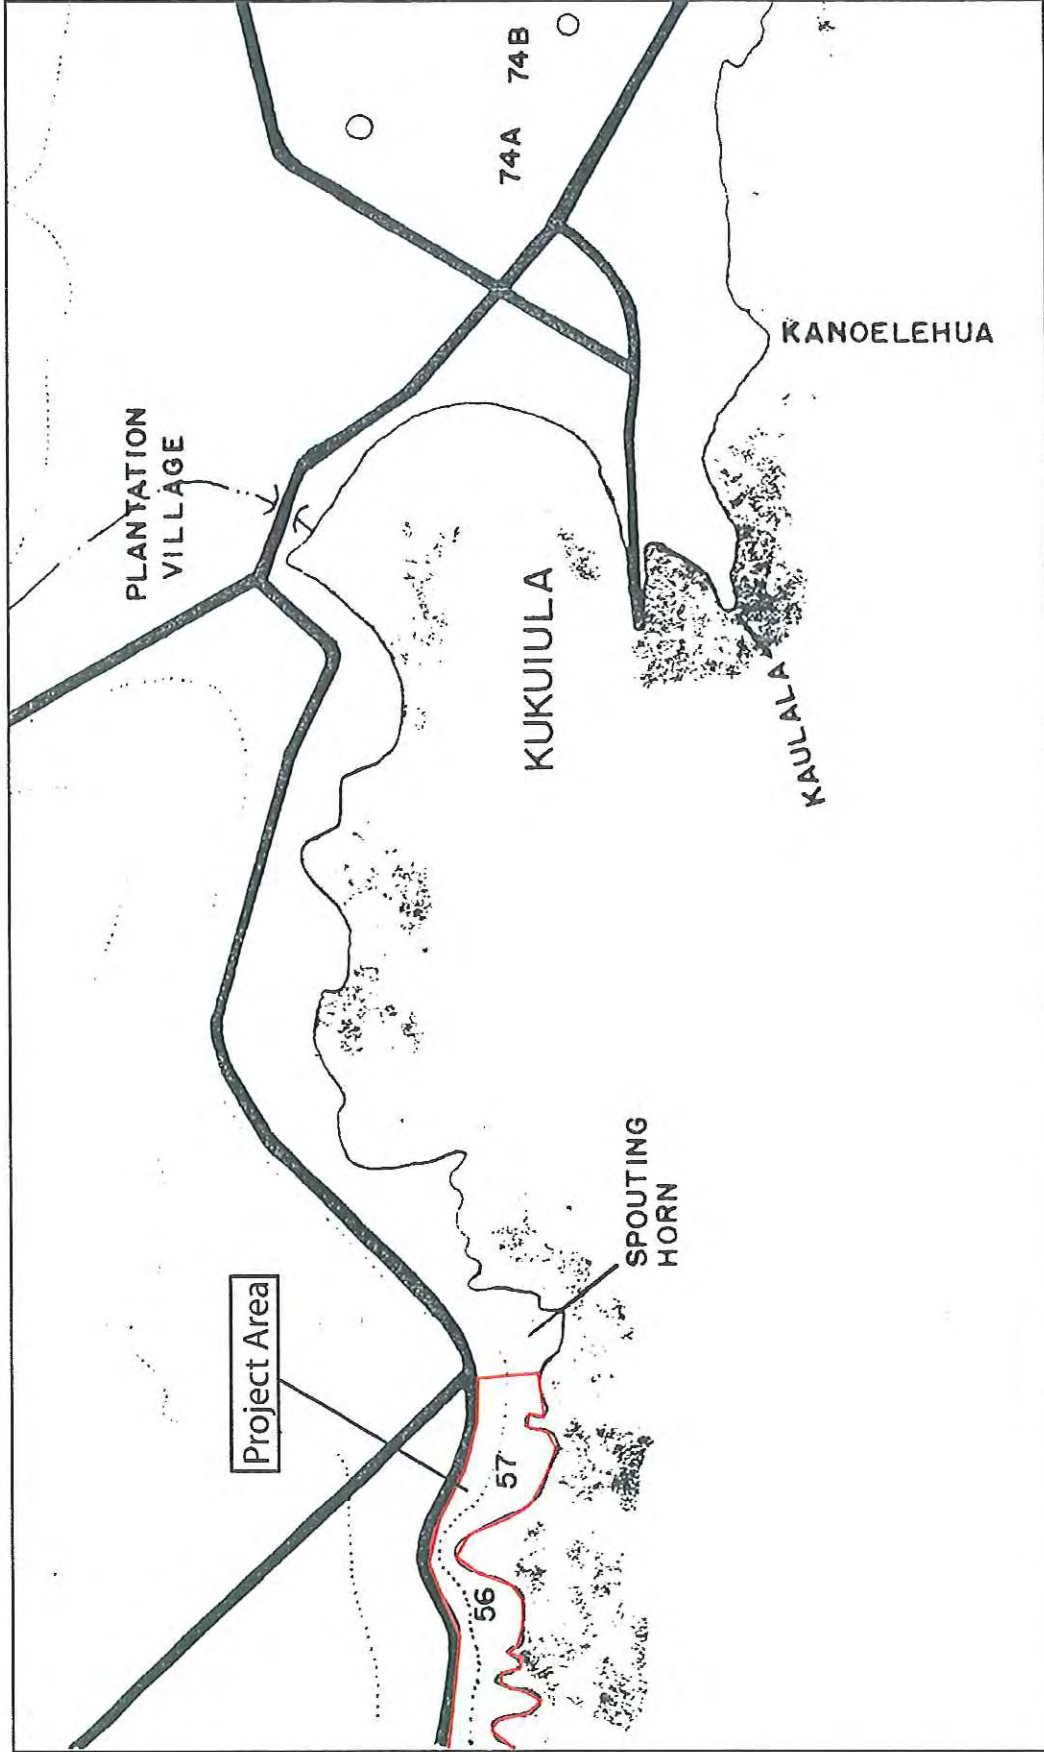 PLANTATION
VILLAGE
74A
74B
KANOELEHUA
KUKUIULA
KAULALA
Project Area
SPOUTING
HORN
57
56